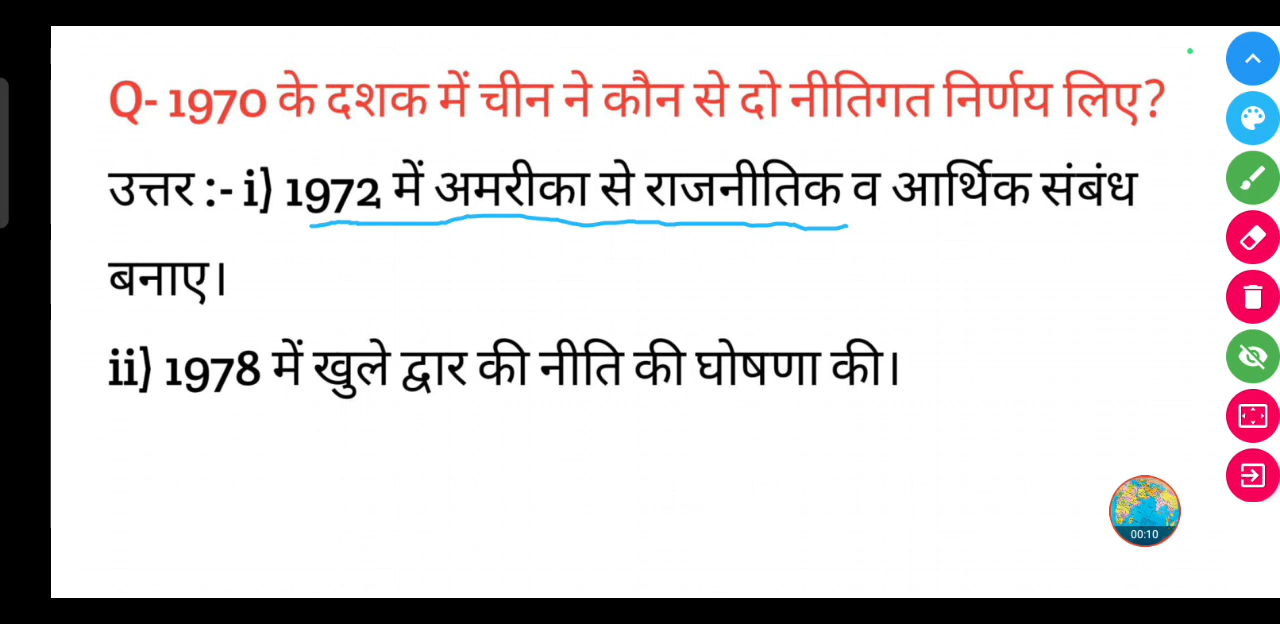 Q- 1970 के दशक में चीन ने कौन से दो नीतिगत निर्णय लिए?
उत्तर :- i) 1972 में अमरीका से राजनीतिक व आर्थिक संबंध
बनाए।
ii) 1978 में खुले द्वार की नीति की घोषणा की।
00:10